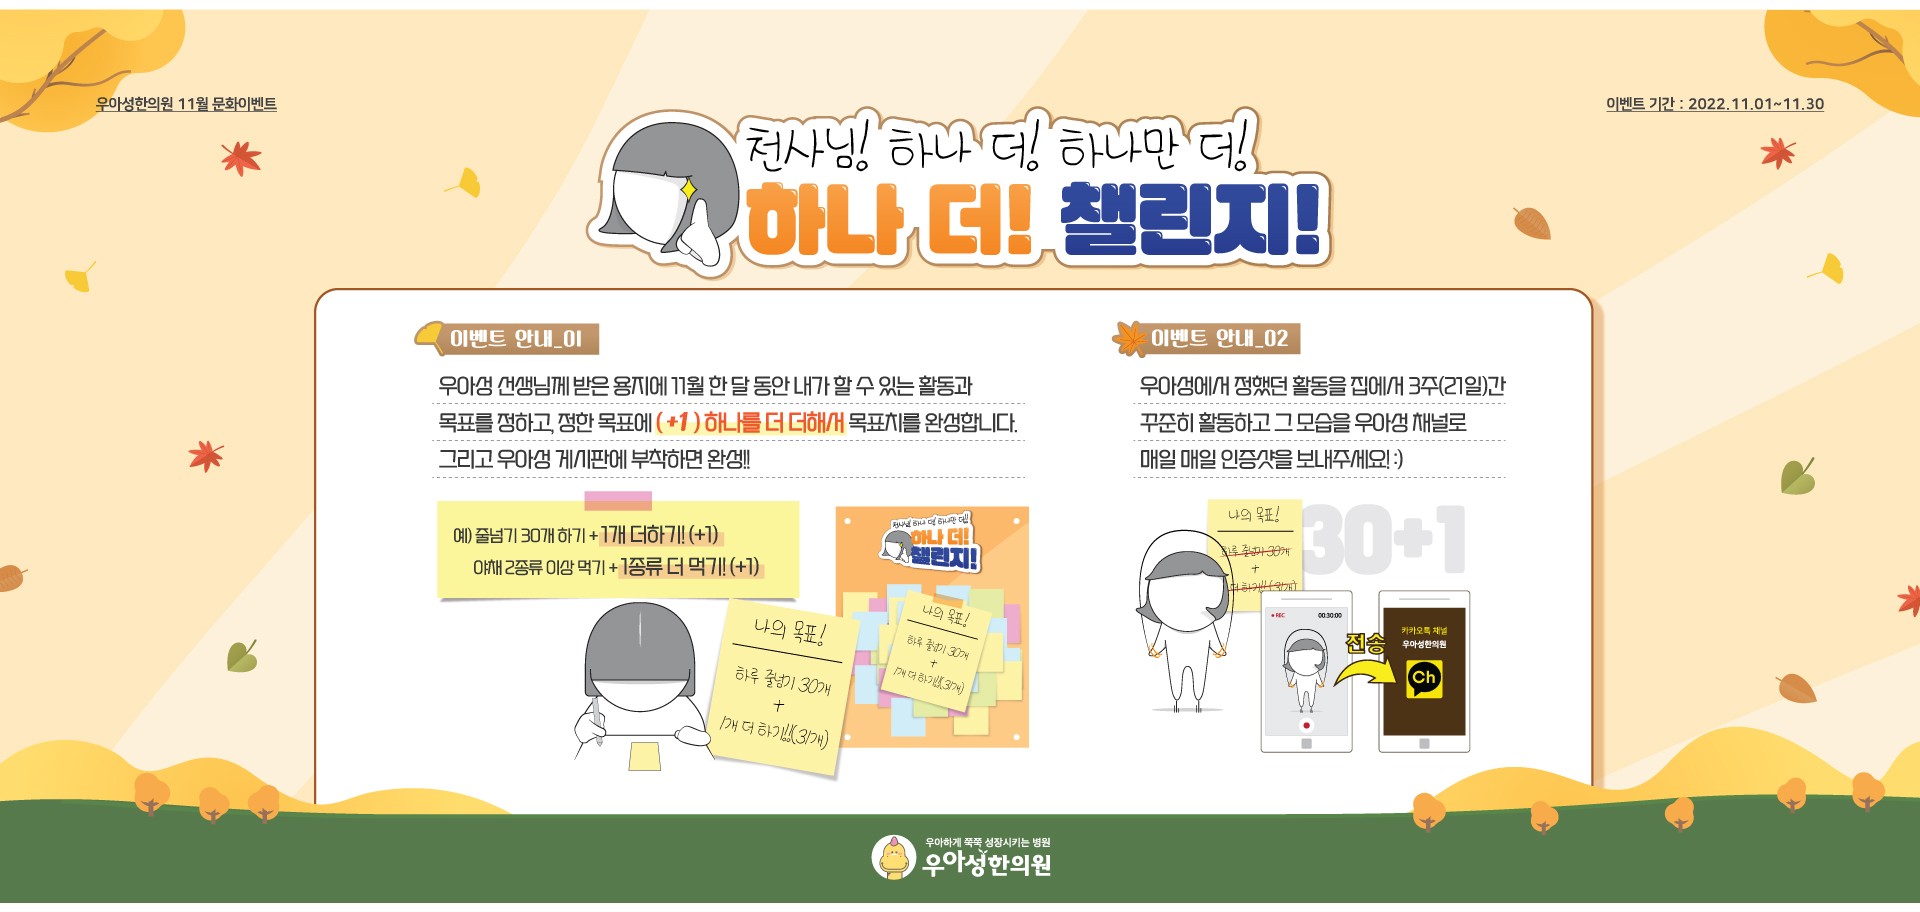 우아성한의원 11월 문화이벤트
이벤트 기간 : 2022.11.01~11.30
천사님! 하나 더! 하나만 더!
하나 더! 챌린지!
이벤트 안내_01
우아성 선생님께 받은 용지에 11월 한 달 동안 내가 할 수 있는 활동과
목표를 정하고, 정한 목표에 ( +1 ) 하나를 더 더해서 목표치를 완성합니다.
그리고 우아성 게시판에 부착하면 완성!!
예) 줄넘기 30개 하기 + 1개 더하기! (+1)
야채 2종류 이상 먹기 + 1종류 더 먹기! (+1)
나의 목표!
하루 줄넘기 30개
+
1개 더 하기!!(31개)
천사님! 하나 더! 하나만 더!
하나 더!
챌린지!
나의 목표!
하루 줄넘기 30개
+
1개 더 하기!!(31개)
이벤트 안내_02
우아성에서 정했던 활동을 집에서 3주(21일)간
꾸준히 활동하고 그 모습을 우아성 채널로
매일 매일 인증샷을 보내주세요! :)
나의 목표!
하루 줄넘기 30개
+
더 하기!! (31개)
30+1
REC 00:30:00
전송
카카오톡 채널
우아성한의원
Ch
우아하게 쭉쭉 성장시키는 병원
우아성한의원